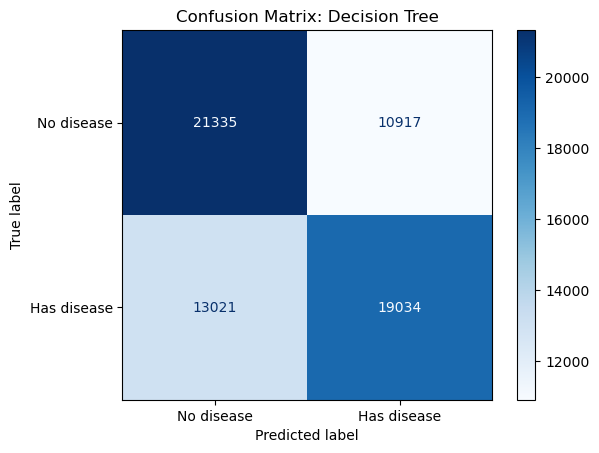 Confusion Matrix: Decision Tree
No disease
21335
10917
Has disease
13021
19034
No disease
Has disease
Predicted label
True label
20000
18000
16000
14000
12000